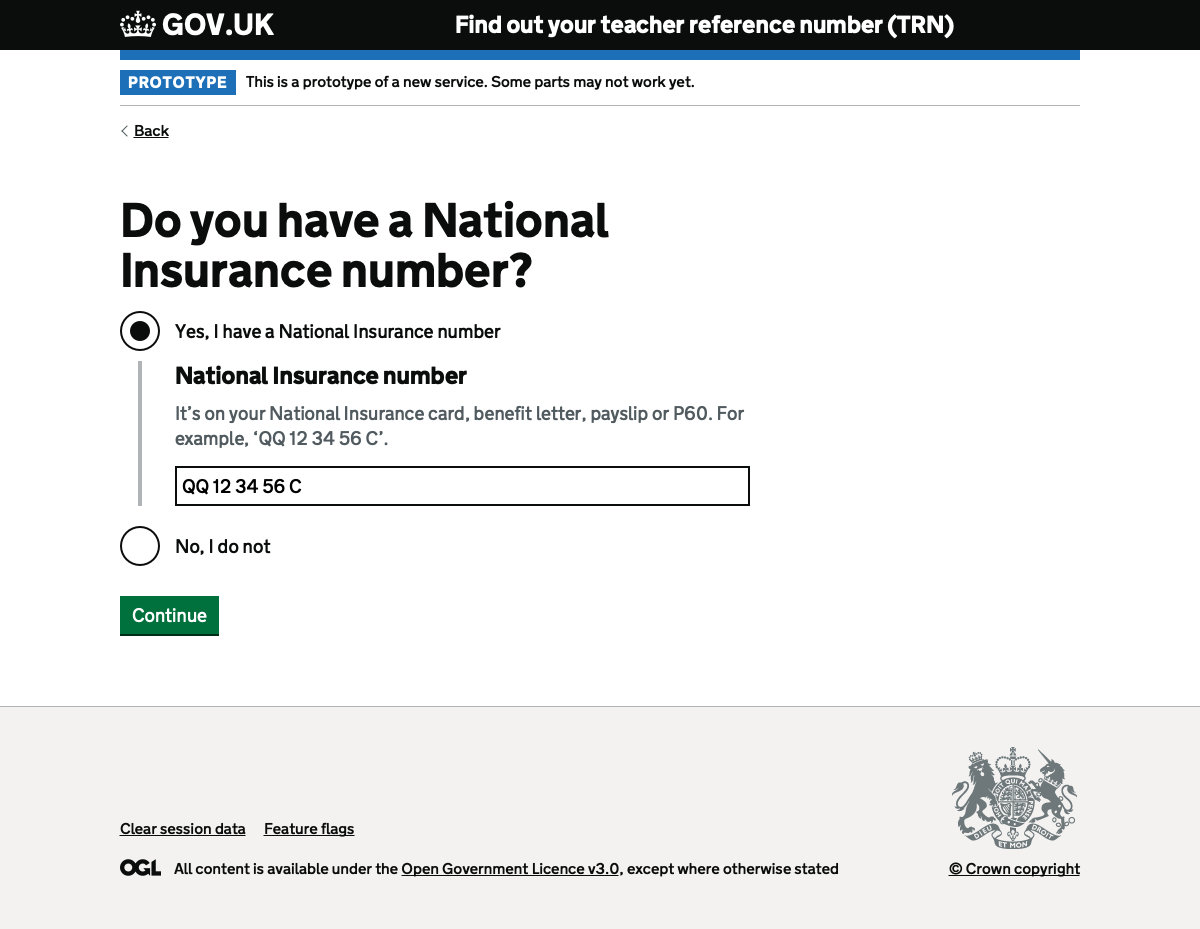 GOV.UK
Find out your teacher reference number (TRN)
PROTOTYPE
This is a prototype of a new service. Some parts may not work yet.
Back
Do you have a National
Insurance number?
Yes, I have a National Insurance number
National Insurance number
It’s on your National Insurance card, benefit letter, payslip or P60. For
example, ‘QQ 12 34 56 C’.
QQ 12 34 56 C
No, I do not
Continue
Clear session data
Feature flags
OGL
All content is available under the Open Government Licence v3.0, except where otherwise stated
DIEU ET MON DROIT
© Crown copyright